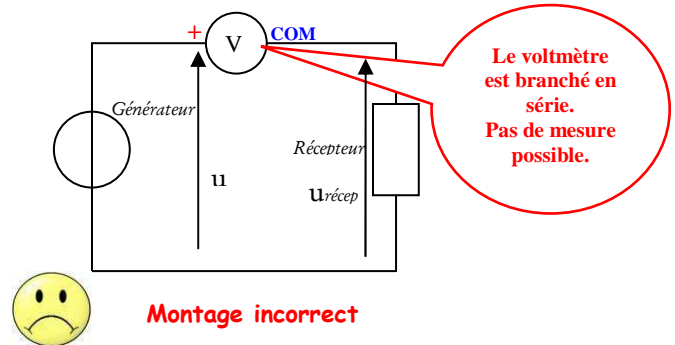 +
V
COM
Le voltmètre
est branché en
série.
Pas de mesure
possible.
Générateur
Récepteur
u
urécep
Montage incorrect